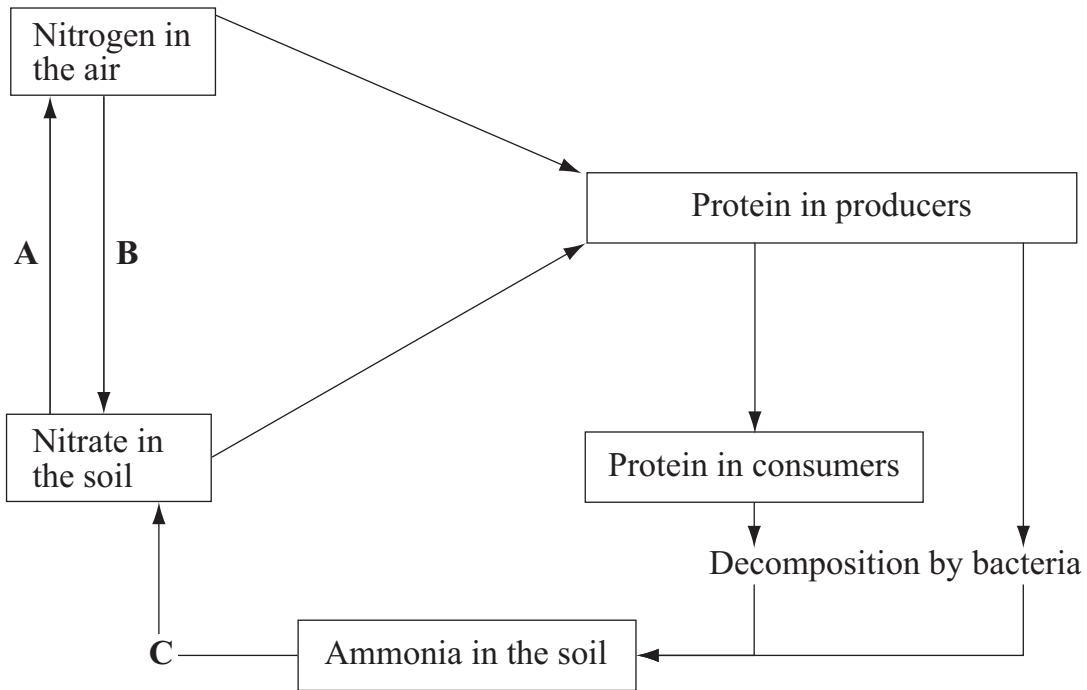 Nitrogen in
the air
Protein in producers
A
B
Nitrate in
the soil
Protein in consumers
Decomposition by bacteria
C
Ammonia in the soil